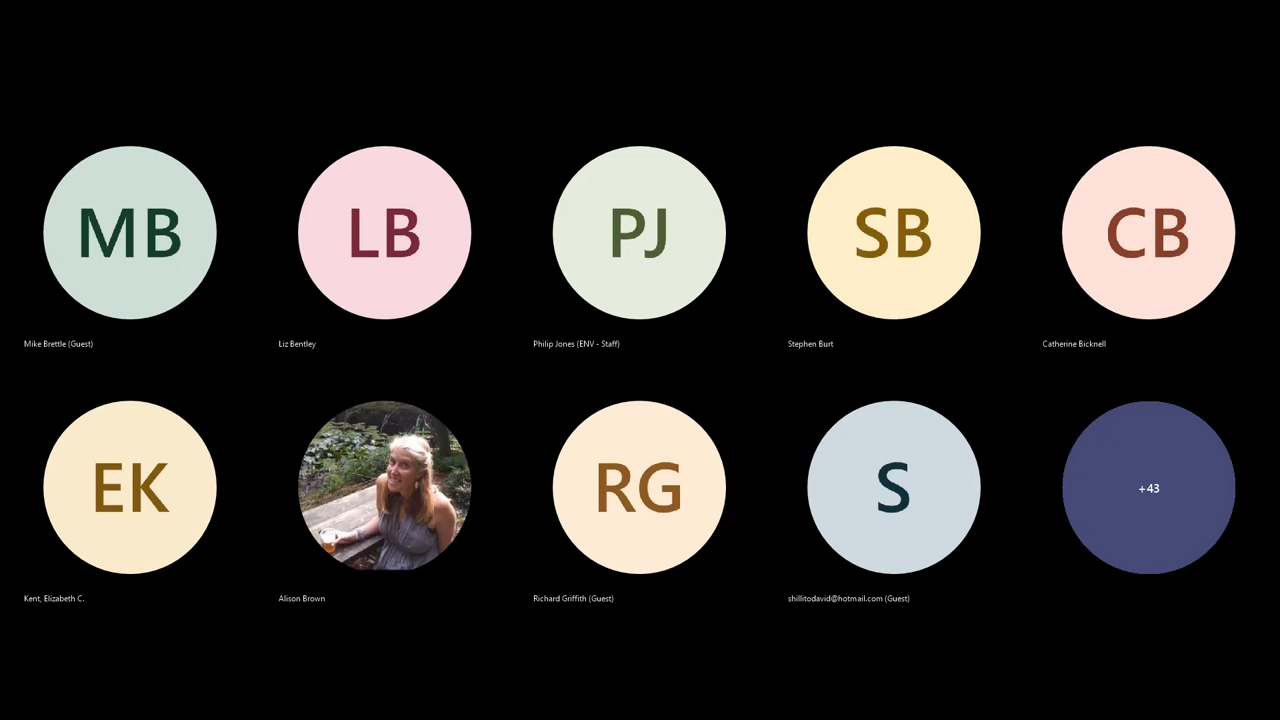 MB
LB
PJ
SB
CB
Mike Brettle (Guest)
Liz Bentley
Philip Jones (ENV - Staff)
Stephen Burt
Catherine Bicknell
EK
RG
S
+43
Kent, Elizabeth C.
Alison Brown
Richard Griffith (Guest)
shillitodavid@hotmail.com (Guest)